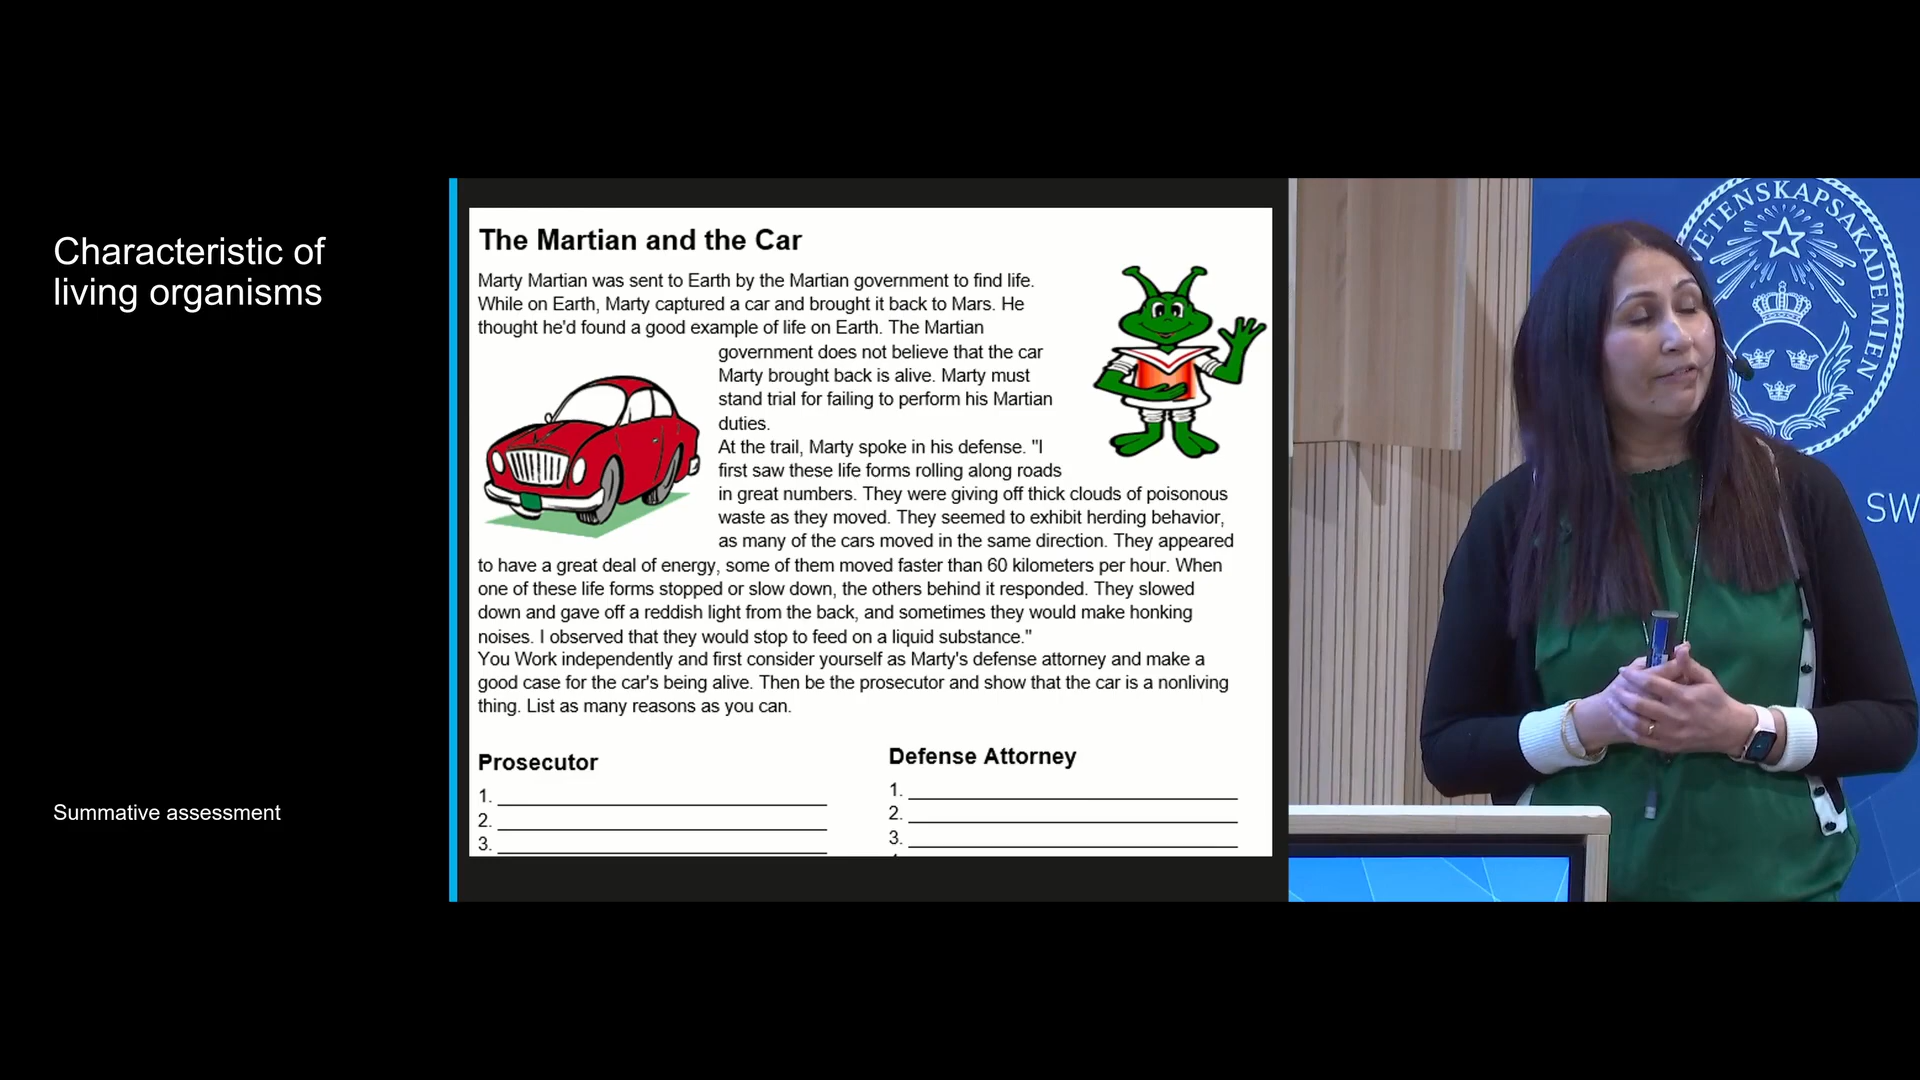 Characteristic of
living organisms
Summative assessment
The Martian and the Car
Marty Martian was sent to Earth by the Martian government to find life.
While on Earth, Marty captured a car and brought it back to Mars. He
thought he'd found a good example of life on Earth. The Martian
government does not believe that the car
Marty brought back is alive. Marty must
stand trial for failing to perform his Martian
duties.
At the trail, Marty spoke in his defense. "I
first saw these life forms rolling along roads
in great numbers. They were giving off thick clouds of poisonous
waste as they moved. They seemed to exhibit herding behavior,
as many of the cars moved in the same direction. They appeared
to have a great deal of energy, some of them moved faster than 60 kilometers per hour. When
one of these life forms stopped or slow down, the others behind it responded. They slowed
down and gave off a reddish light from the back, and sometimes they would make honking
noises. I observed that they would stop to feed on a liquid substance."
You Work independently and first consider yourself as Marty's defense attorney and make a
good case for the car's being alive. Then be the prosecutor and show that the car is a nonliving
thing. List as many reasons as you can.
Prosecutor
1.
2.
3.
Defense Attorney
1.
2.
3.
VETENSKAPSAKADEMIEN
SW